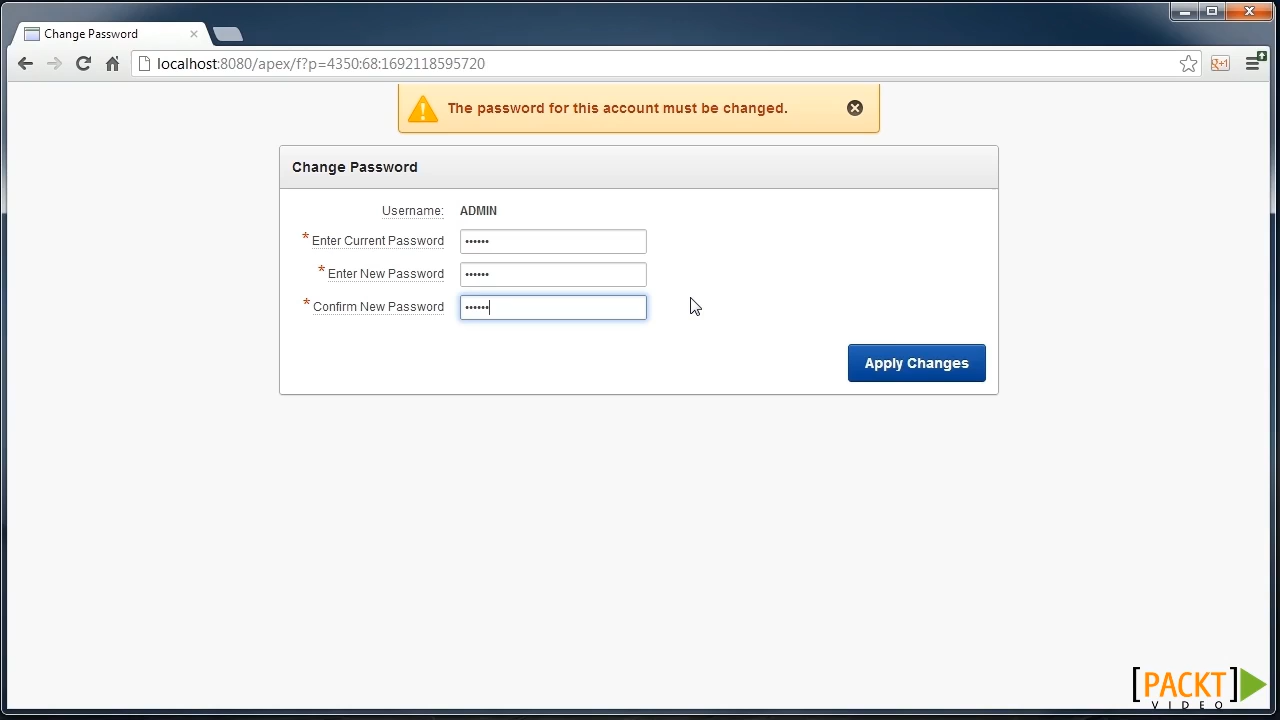 Change Password
localhost:8080/apex/f?p=4350:68:1692118595720
The password for this account must be changed.
Change Password
Username: ADMIN
* Enter Current Password ••••••
* Enter New Password ••••••
* Confirm New Password ••••••
Apply Changes
[PACKT]
VIDEO